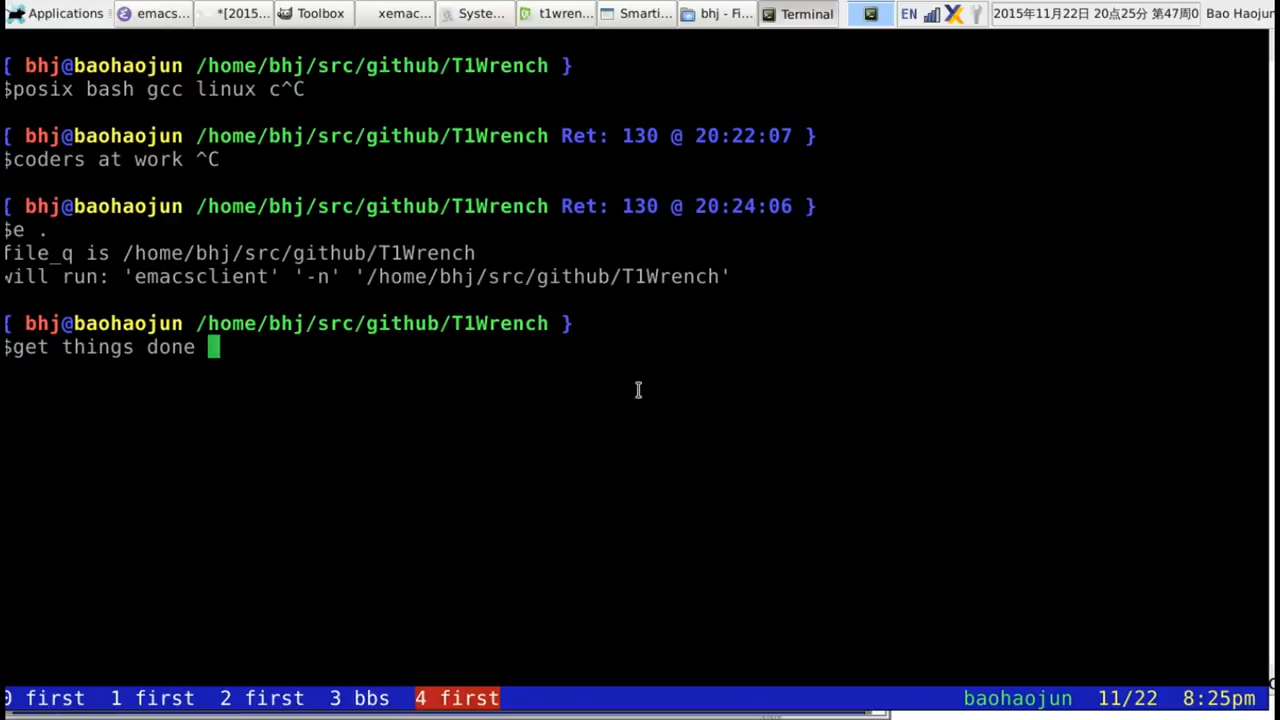 Applications emacs... *[2015... Toolbox xemac... Syste... t1wren... Smarti... bhj - Fi... Terminal EN 2015年11月22日 20点25分 第47周0 Bao Haojun
[ bhj@baohaojun /home/bhj/src/github/T1Wrench }
$posix bash gcc linux c^C
[ bhj@baohaojun /home/bhj/src/github/T1Wrench Ret: 130 @ 20:22:07 }
$coders at work ^C
[ bhj@baohaojun /home/bhj/src/github/T1Wrench Ret: 130 @ 20:24:06 }
$e .
file_q is /home/bhj/src/github/T1Wrench
will run: 'emacsclient' '-n' '/home/bhj/src/github/T1Wrench'
[ bhj@baohaojun /home/bhj/src/github/T1Wrench }
$get things done
0 first 1 first 2 first 3 bbs 4 first baohaojun 11/22 8:25pm